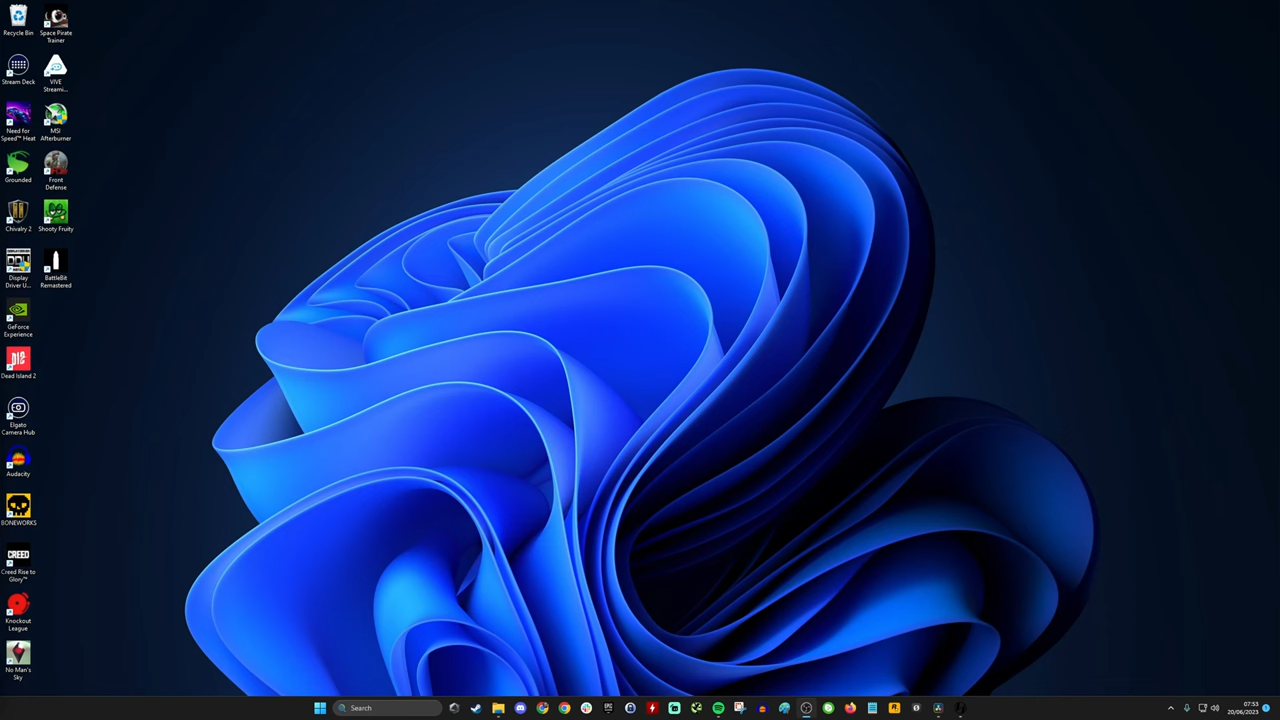 Recycle Bin
Space Pirate
Trainer
Stream Deck
VIVE
Streami...
Need for
Speed™ Heat
MSI
Afterburner
Grounded
Front
Defense
Chivalry 2
Shooty Fruity
Display
Driver U...
BattleBit
Remastered
GeForce
Experience
Dead Island 2
Elgato
Camera Hub
Audacity
BONEWORKS
CREED
Creed Rise to
Glory™
Knockout
League
No Man's
Sky
Search
07:53
20/06/2023